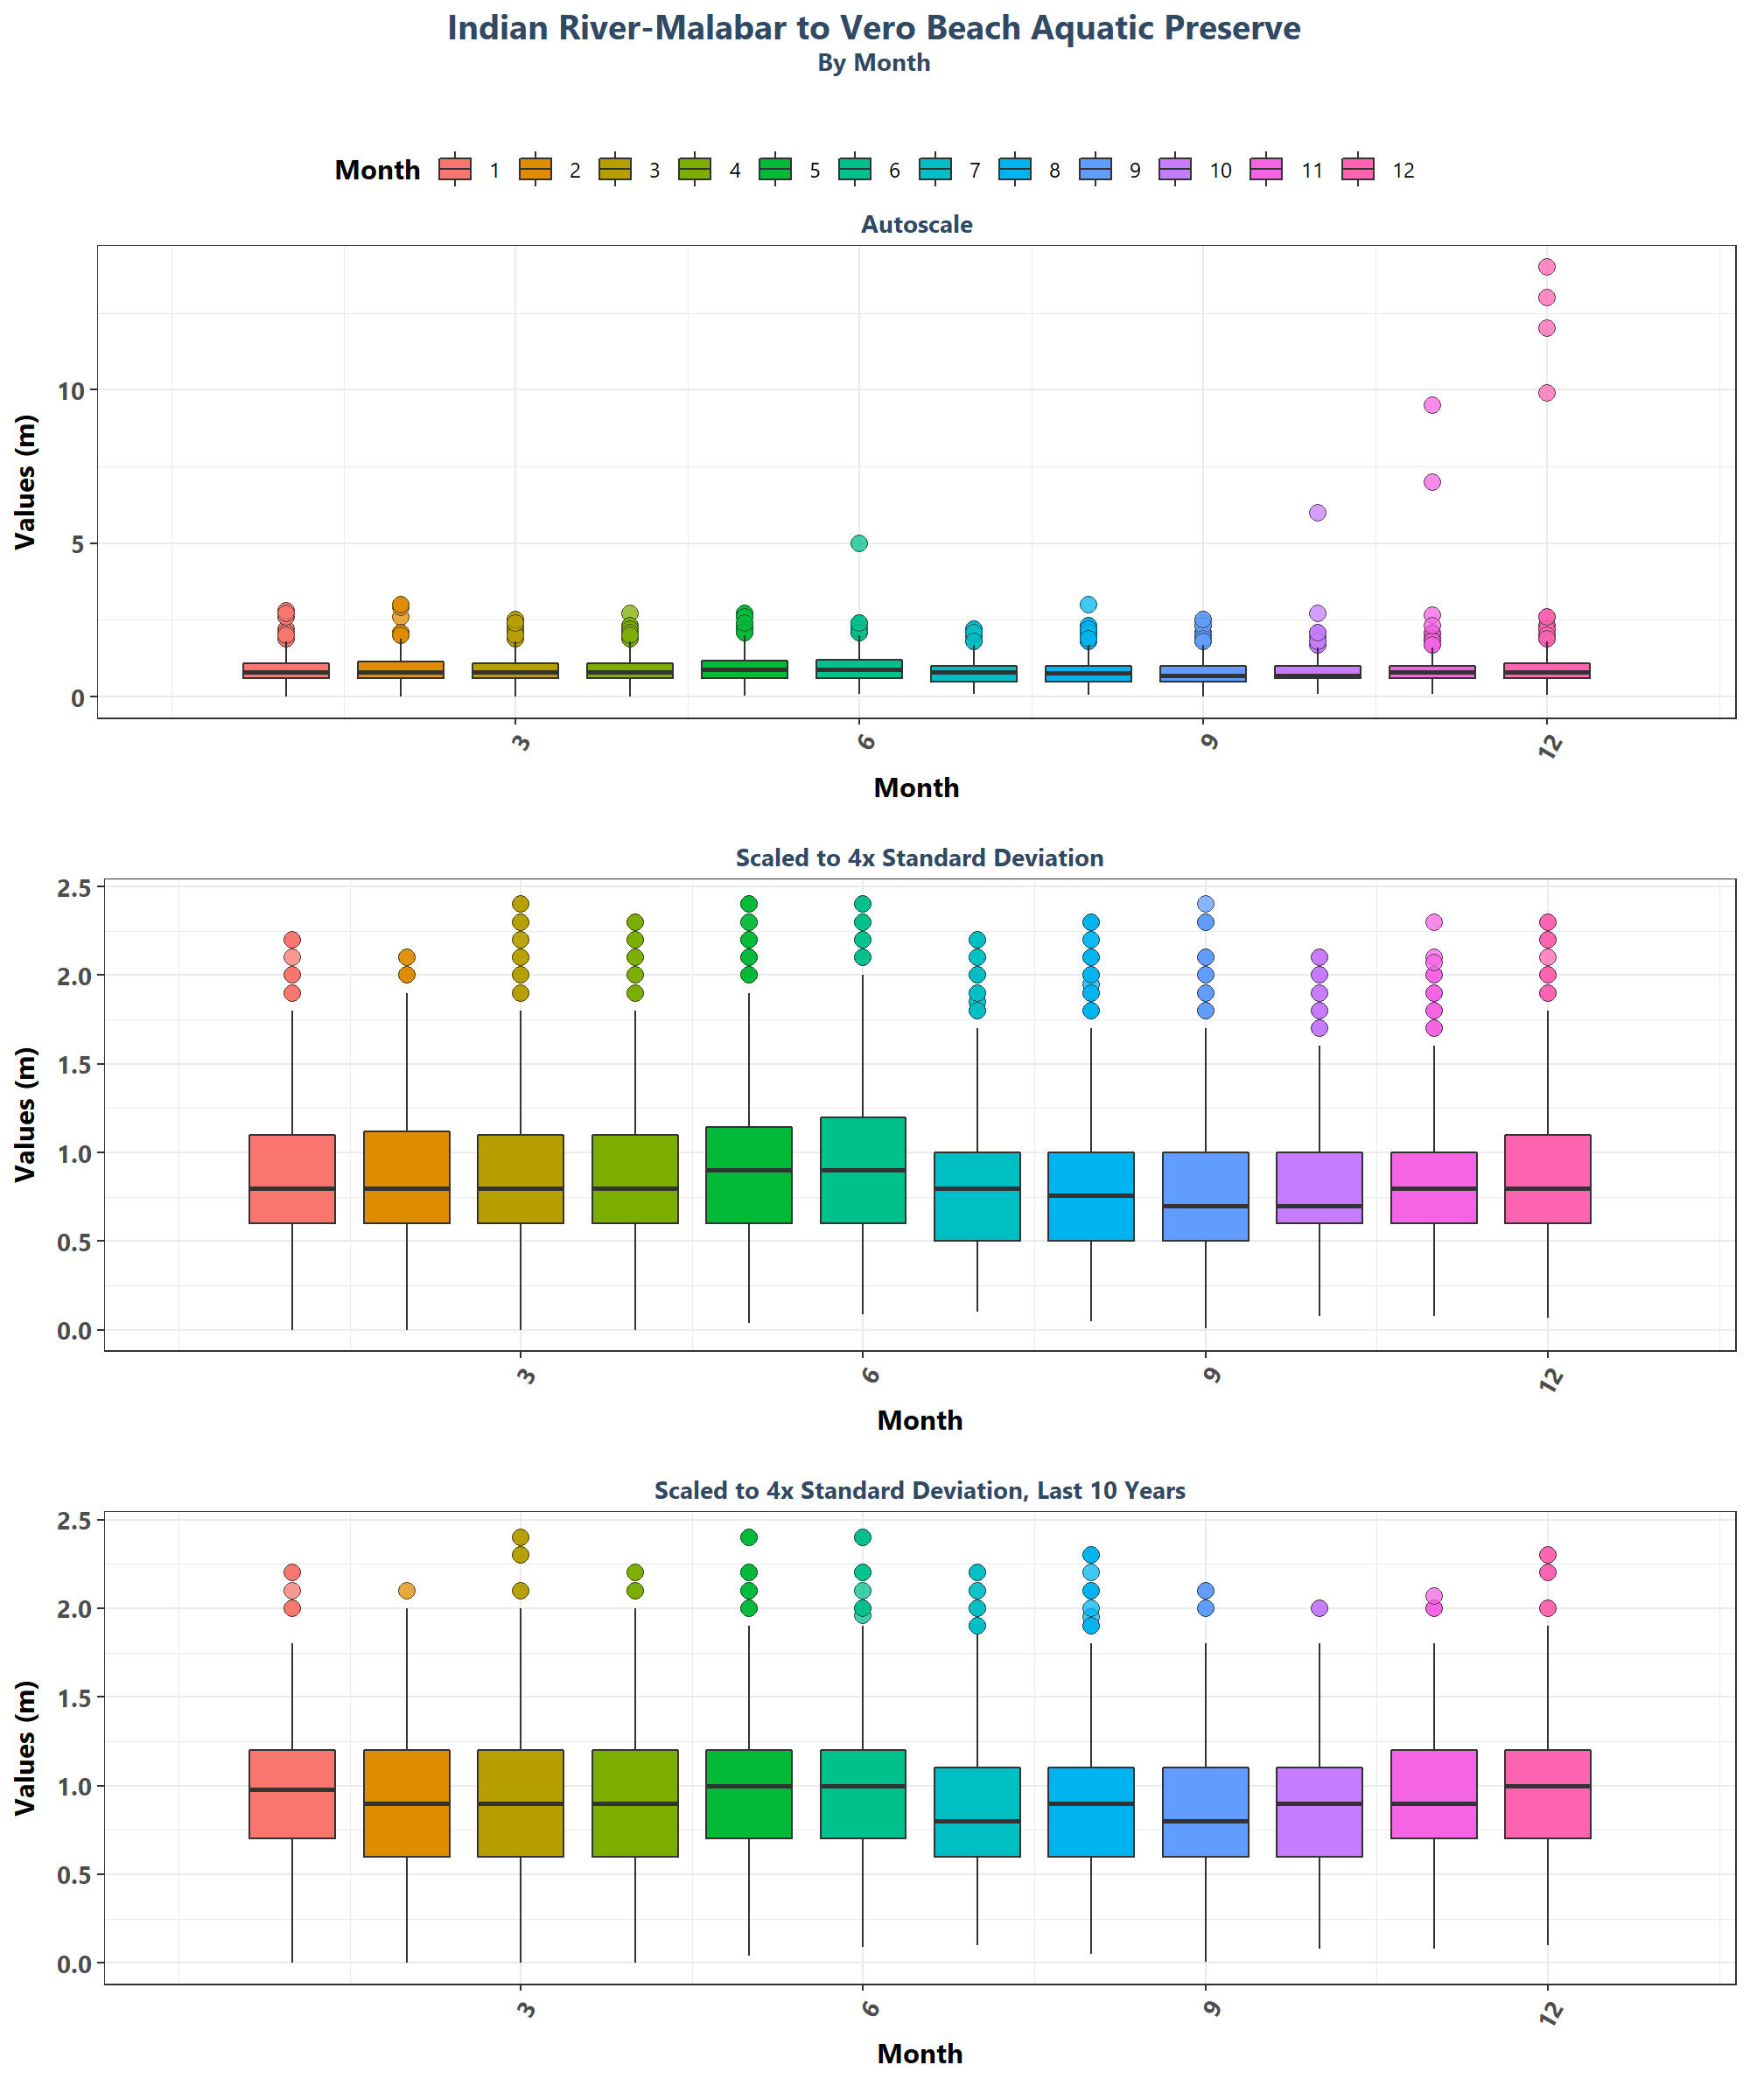 Indian River-Malabar to Vero Beach Aquatic Preserve
By Month
Month 1 2 3 4 5 6 7 8 9 10 11 12
Autoscale
Values (m)
10
5
0
3 6 9 12
Month
Scaled to 4x Standard Deviation
Values (m)
2.5
2.0
1.5
1.0
0.5
0.0
3 6 9 12
Month
Scaled to 4x Standard Deviation, Last 10 Years
Values (m)
2.5
2.0
1.5
1.0
0.5
0.0
3 6 9 12
Month